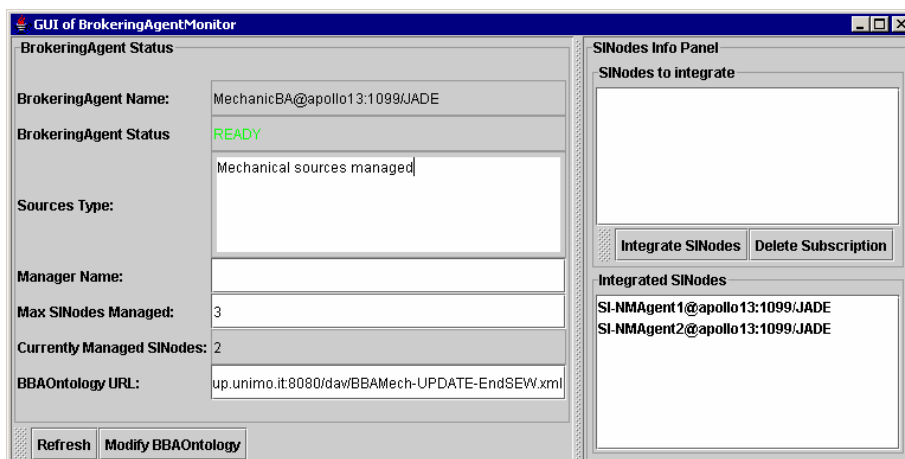 GUI of BrokeringAgentMonitor
BrokeringAgent Status
BrokeringAgent Name: MechanicBA@apollo13:1099/JADE
BrokeringAgent Status READY
Sources Type: Mechanical sources managed
Manager Name:
Max SINodes Managed: 3
Currently Managed SINodes: 2
BBAOntology URL: up.unimo.it:8080/dav/BBAMech-UPDATE-EndSEW.xml
Refresh Modify BBAOntology
SINodes Info Panel
SINodes to integrate
Integrate SINodes Delete Subscription
Integrated SINodes
SI-NMAgent1@apollo13:1099/JADE
SI-NMAgent2@apollo13:1099/JADE